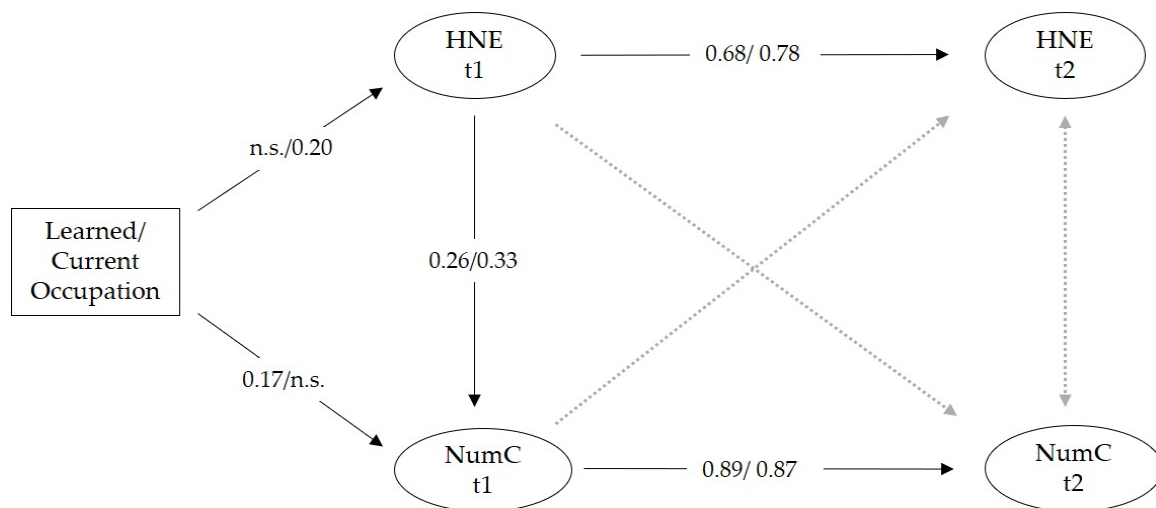 HNE
t1
0.68/ 0.78
HNE
t2
n.s./0.20
Learned/
Current
Occupation
0.26/0.33
0.17/n.s.
NumC
t1
0.89/ 0.87
NumC
t2